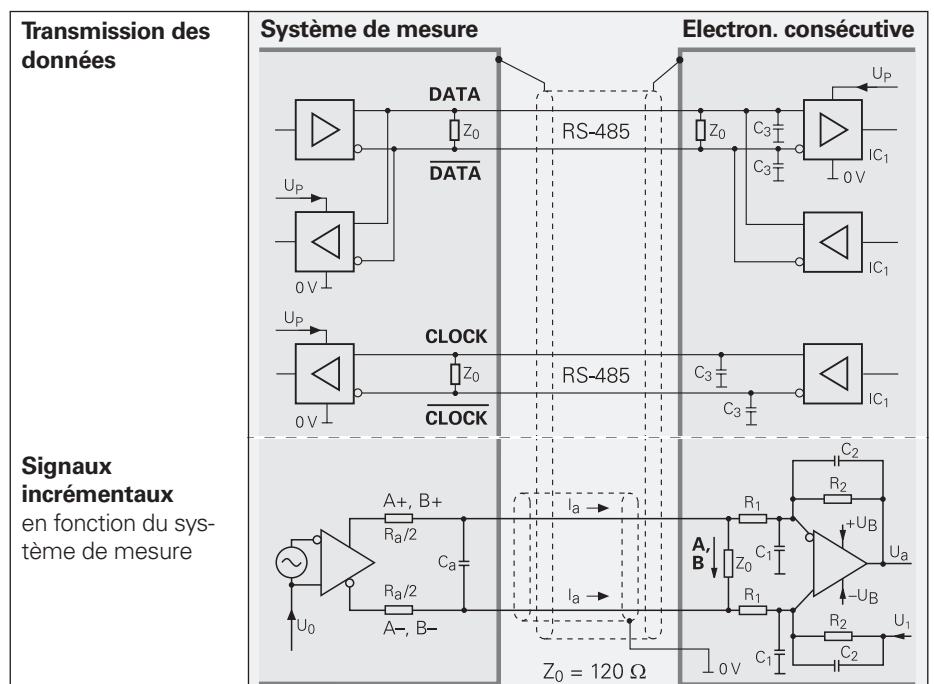 Transmission des
données
Système de mesure
Electron. consécutive
UP
DATA
Z0
RS-485
Z0
C3
DATA
C3
IC1
0 V
UP
0 V
IC1
UP
CLOCK
Z0
RS-485
C3
CLOCK
C3
IC1
0 V
Signaux
incrémentaux
en fonction du sys-
tème de mesure
C2
R2
A+, B+
Ia
R1
Ra/2
+UB
Ca
A,
B
Z0
C1
Ua
Ra/2
Ia
R1
–UB
A–, B–
U0
R2
U1
C1
C2
Z0 = 120 Ω
0 V